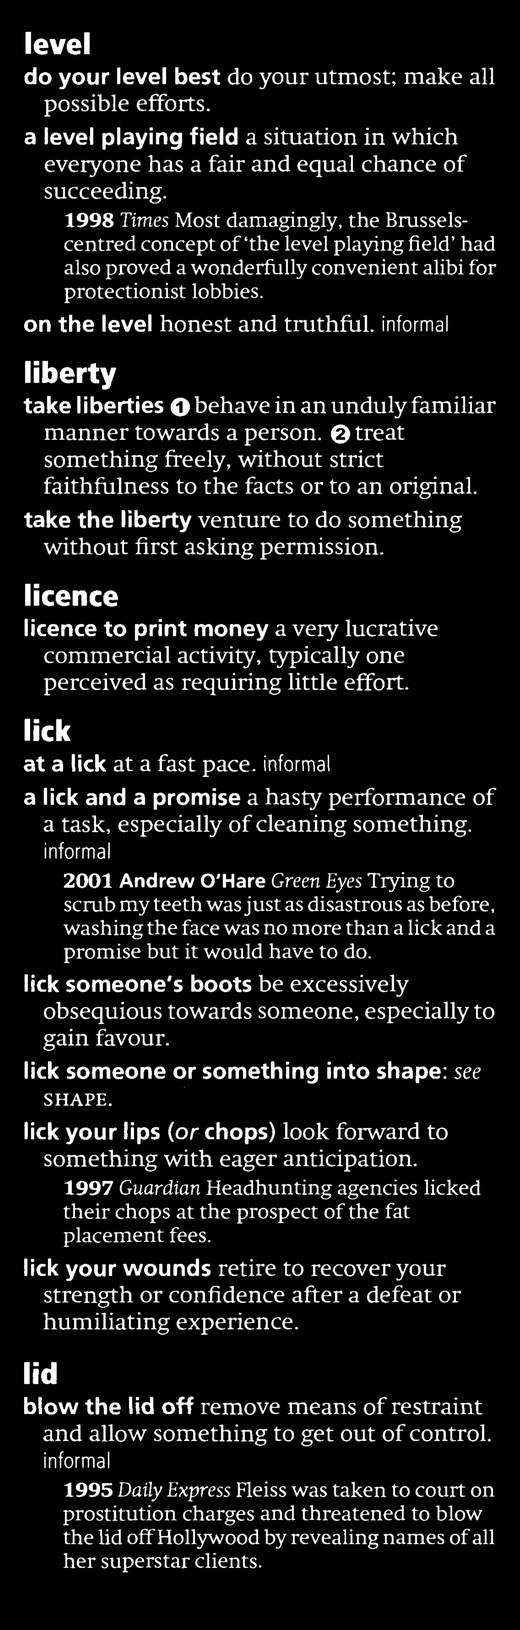 level
do your level best do your utmost; make all
possible efforts.
a level playing field a situation in which
everyone has a fair and equal chance of
succeeding.
1998 Times Most damagingly, the Brussels-
centred concept of ‘the level playing field’ had
also proved a wonderfully convenient alibi for
protectionist lobbies.
on the level honest and truthful. informal
liberty
take liberties ❶ behave in an unduly familiar
manner towards a person. ❷ treat
something freely, without strict
faithfulness to the facts or to an original.
take the liberty venture to do something
without first asking permission.
licence
licence to print money a very lucrative
commercial activity, typically one
perceived as requiring little effort.
lick
at a lick at a fast pace. informal
a lick and a promise a hasty performance of
a task, especially of cleaning something.
informal
2001 Andrew O'Hare Green Eyes Trying to
scrub my teeth was just as disastrous as before,
washing the face was no more than a lick and a
promise but it would have to do.
lick someone's boots be excessively
obsequious towards someone, especially to
gain favour.
lick someone or something into shape: see
SHAPE.
lick your lips (or chops) look forward to
something with eager anticipation.
1997 Guardian Headhunting agencies licked
their chops at the prospect of the fat
placement fees.
lick your wounds retire to recover your
strength or confidence after a defeat or
humiliating experience.
lid
blow the lid off remove means of restraint
and allow something to get out of control.
informal
1995 Daily Express Fleiss was taken to court on
prostitution charges and threatened to blow
the lid off Hollywood by revealing names of all
her superstar clients.